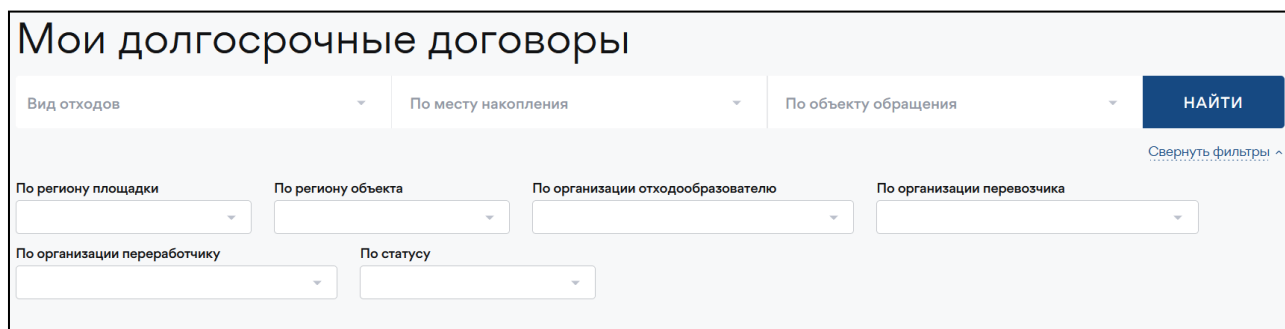 Мои долгосрочные договоры
Вид отходов По месту накопления По объекту обращения НАЙТИ
Свернуть фильтры
По региону площадки По региону объекта По организации отходообразователю По организации перевозчика
По организации переработчику По статусу